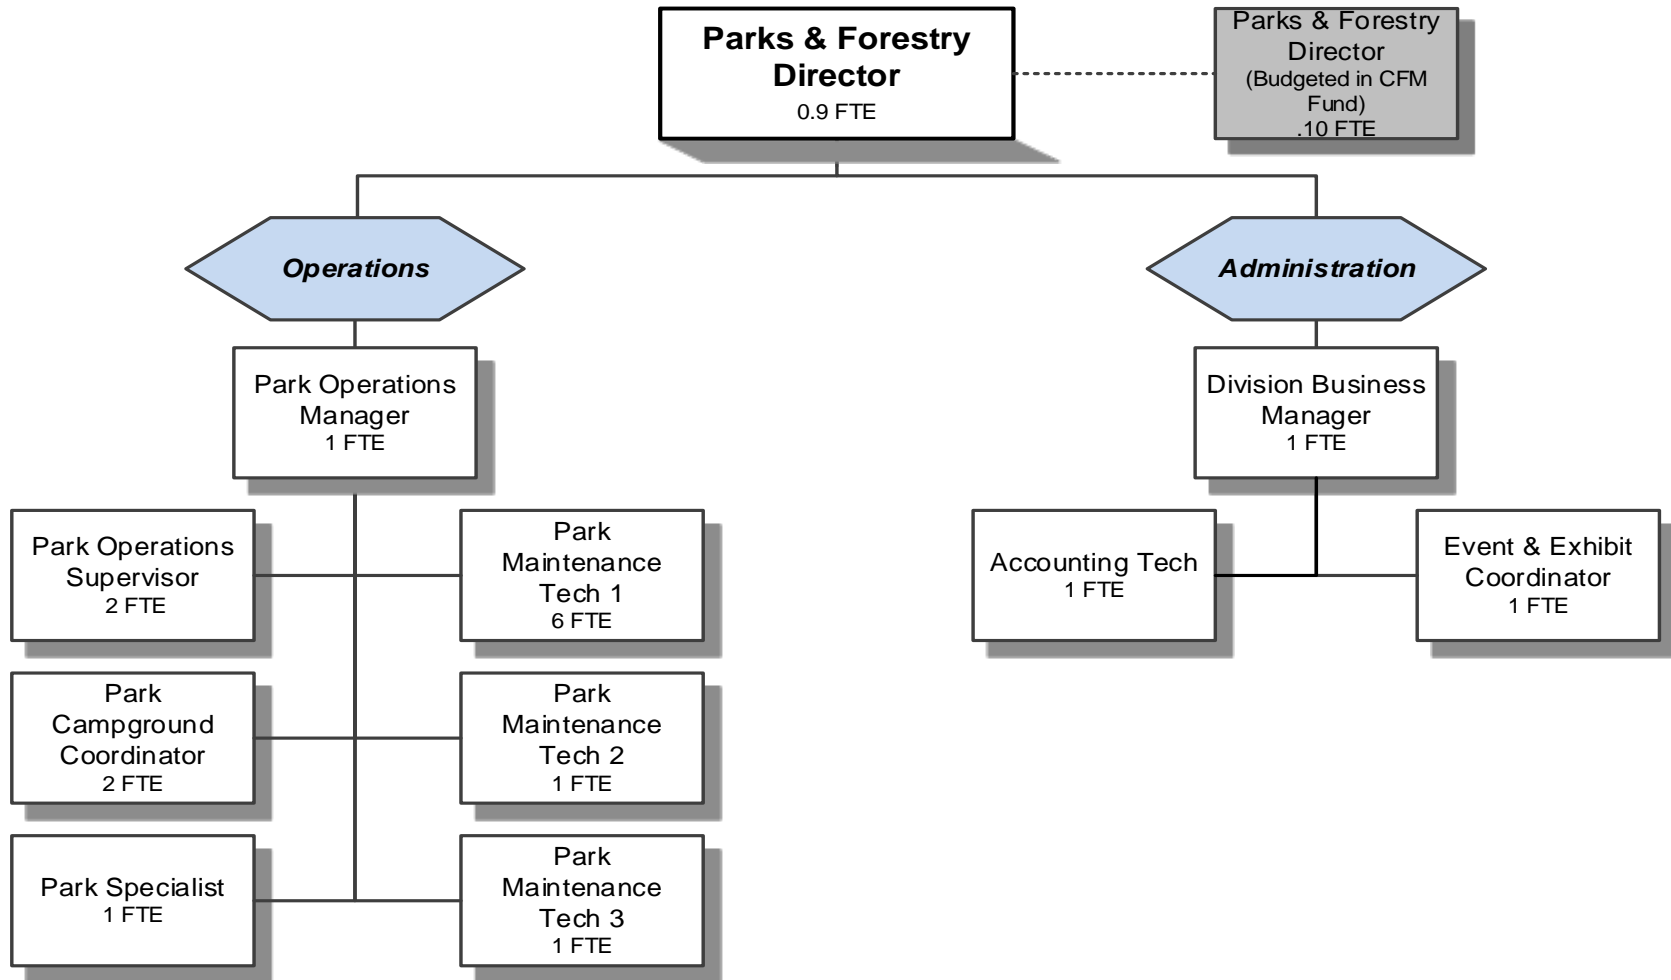 Parks & Forestry
Director
0.9 FTE
Parks & Forestry
Director
(Budgeted in CFM
Fund)
.10 FTE
Operations
Administration
Park Operations
Manager
1 FTE
Division Business
Manager
1 FTE
Park Operations
Supervisor
2 FTE
Park
Maintenance
Tech 1
6 FTE
Accounting Tech
1 FTE
Event & Exhibit
Coordinator
1 FTE
Park
Campground
Coordinator
2 FTE
Park
Maintenance
Tech 2
1 FTE
Park Specialist
1 FTE
Park
Maintenance
Tech 3
1 FTE